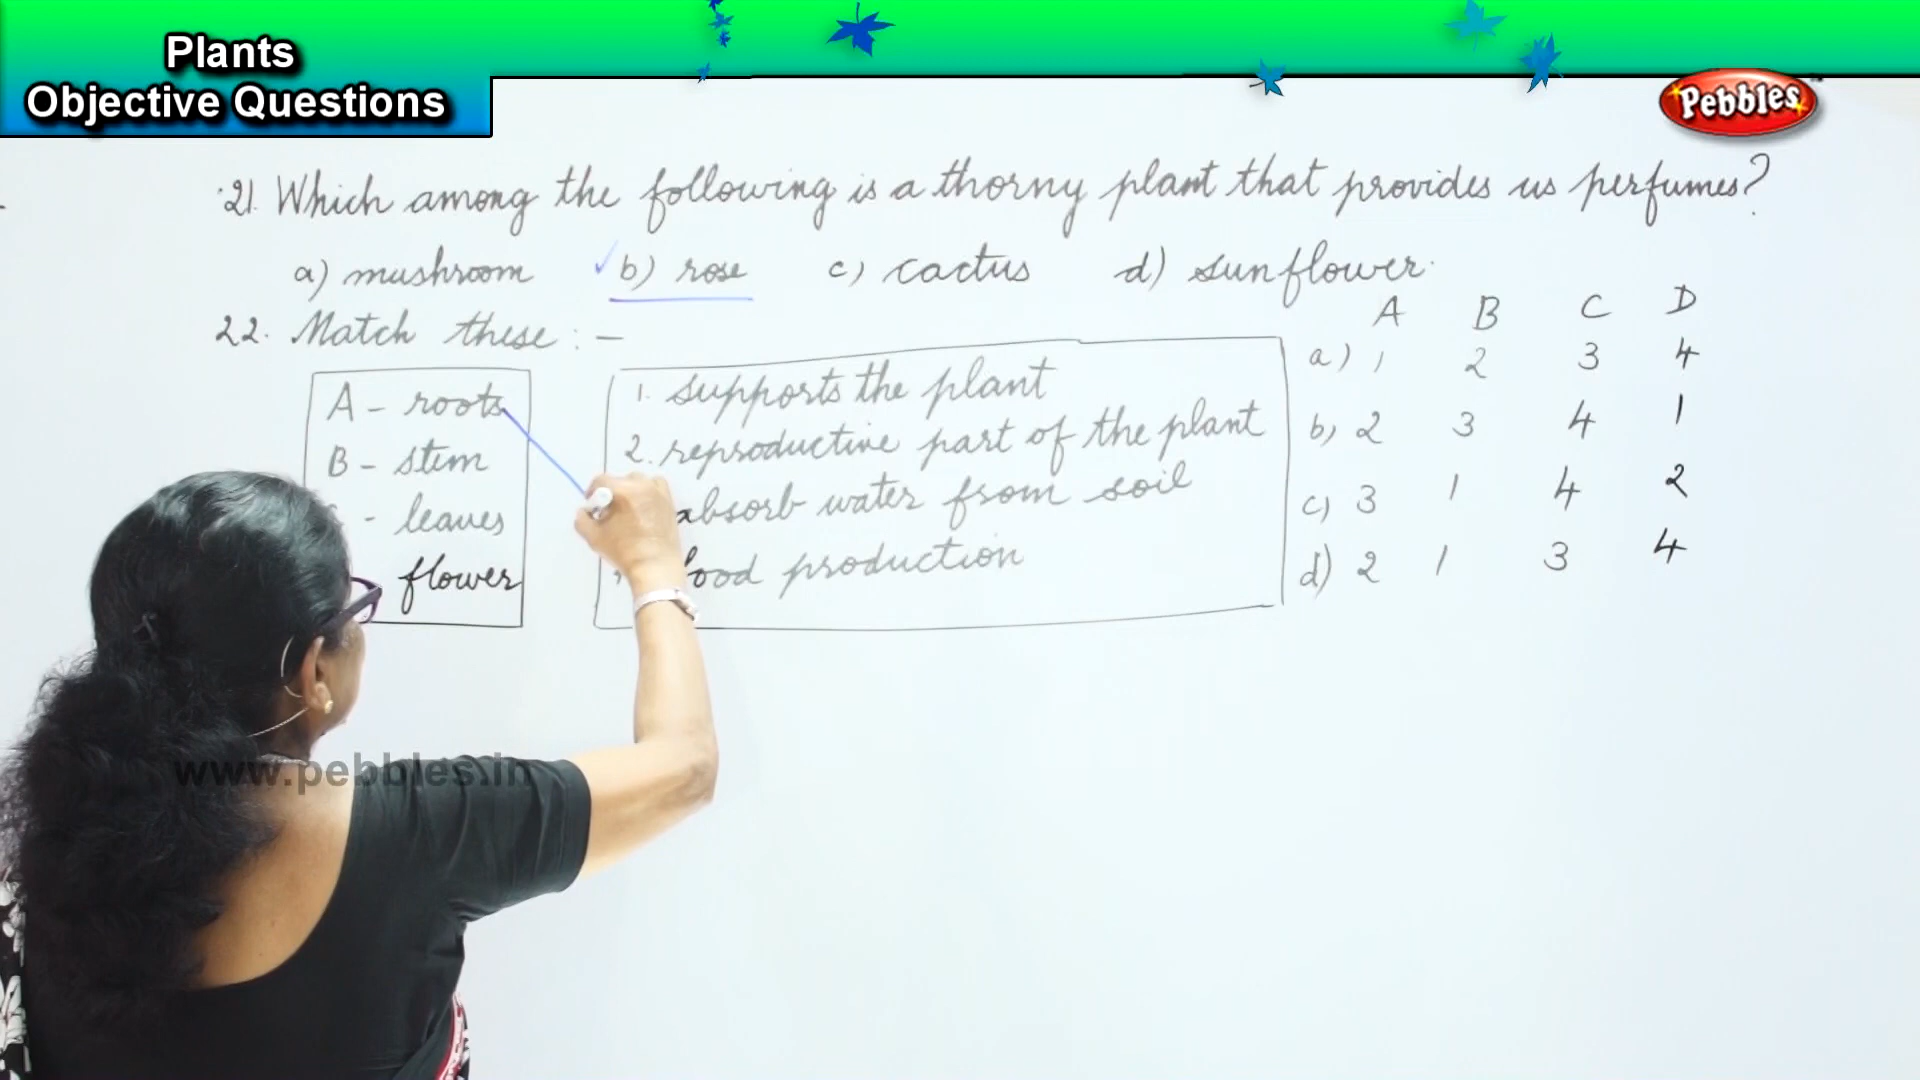 Plants
Objective Questions
Pebbles
21. Which among the following is a thorny plant that provides us perfumes?
a) mushroom b) rose c) cactus d) sunflower
22. Match these : –
A – roots
B – stem
- leaves
flower
1. supports the plant
2. reproductive part of the plant
absorb water from soil
food production
A B C D
a) 1 2 3 4
b) 2 3 4 1
c) 3 1 4 2
d) 2 1 3 4
www.pebbles.in